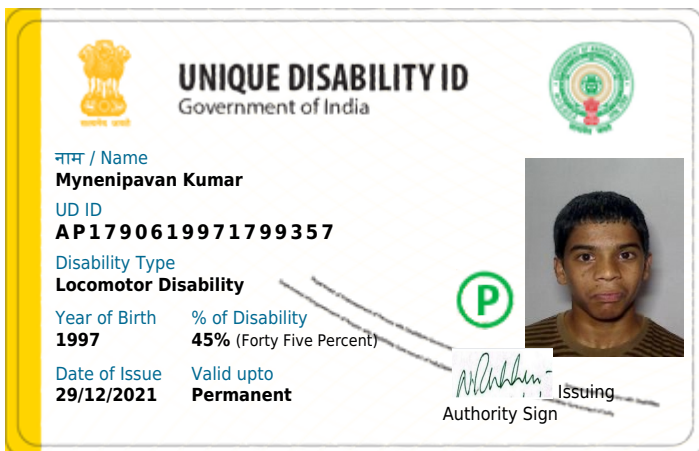 UNIQUE DISABILITY ID
Government of India
नाम / Name
Mynenipavan Kumar
UD ID
AP1790619971799357
Disability Type
Locomotor Disability
Year of Birth % of Disability
1997 45% (Forty Five Percent)
Date of Issue Valid upto
29/12/2021 Permanent
P
Issuing
Authority Sign